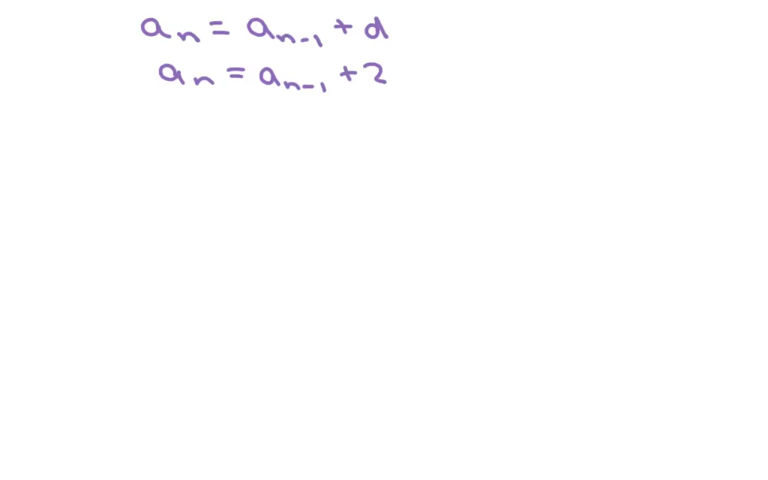 aₙ = aₙ₋₁ + d
aₙ = aₙ₋₁ + 2